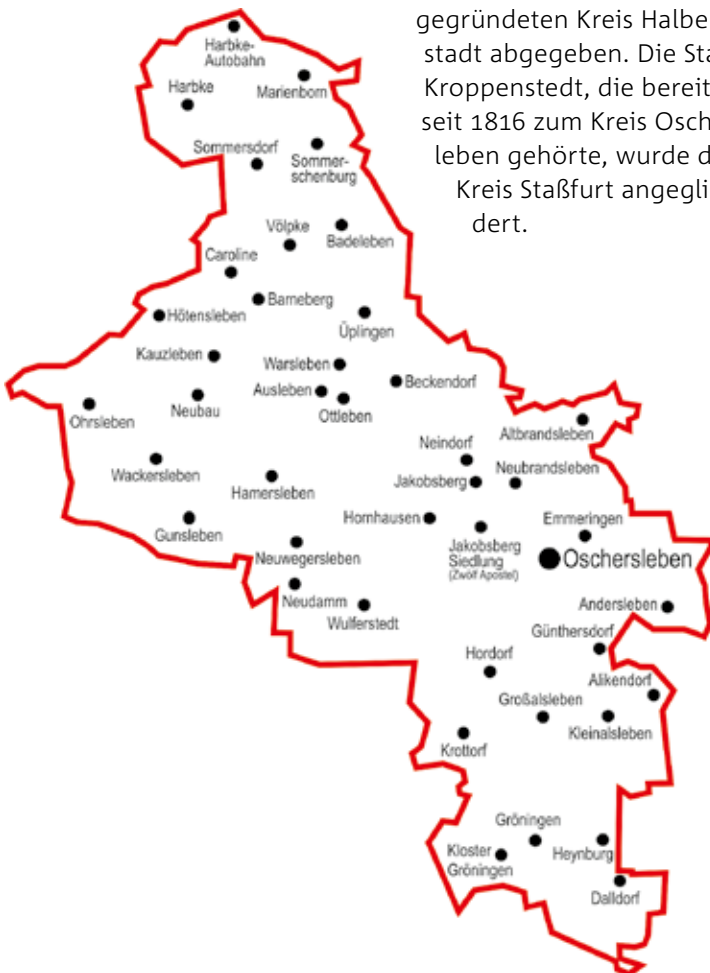 gegründeten Kreis Halbe
stadt abgegeben. Die Sta
Kroppenstedt, die bereit
seit 1816 zum Kreis Osch
leben gehörte, wurde d
Kreis Staßfurt angegli
dert.
Harbke-
Autobahn
Harbke
Marienborn
Sommersdorf
Sommer-
schenburg
Völpke
Badeleben
Caroline
Barneberg
Hötensleben
Üplingen
Kauzleben
Warsleben
Beckendorf
Ausleben
Ohrsleben
Neubau
Ottleben
Altbrandsleben
Neindorf
Wackersleben
Neubrandsleben
Hamersleben
Jakobsberg
Gunsleben
Hornhausen
Emmeringen
Neuwegersleben
Jakobsberg
Siedlung
(Zwölf Apostel)
Oschersleben
Neudamm
Andersleben
Wulferstedt
Günthersdorf
Hordorf
Alikendorf
Großalsleben
Kleinalsleben
Krottorf
Gröningen
Kloster
Gröningen
Heynburg
Dalldorf